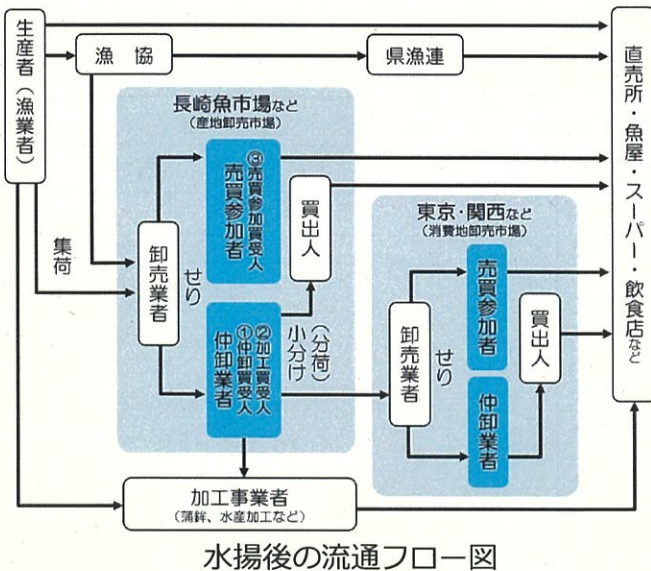 生産者（漁業者）
漁　協
県漁連
直売所・魚屋・スーパー・飲食店など
長崎魚市場など
（産地卸売市場）
③売買参加買受人
売買参加者
買出人
集荷
卸売業者
せり
②加工買受人
①仲卸買受人
仲卸業者
（分荷）
小分け
東京・関西など
（消費地卸売市場）
卸売業者
せり
売買参加者
仲卸業者
買出人
加工事業者
（蒲鉾、水産加工など）
水揚後の流通フロー図